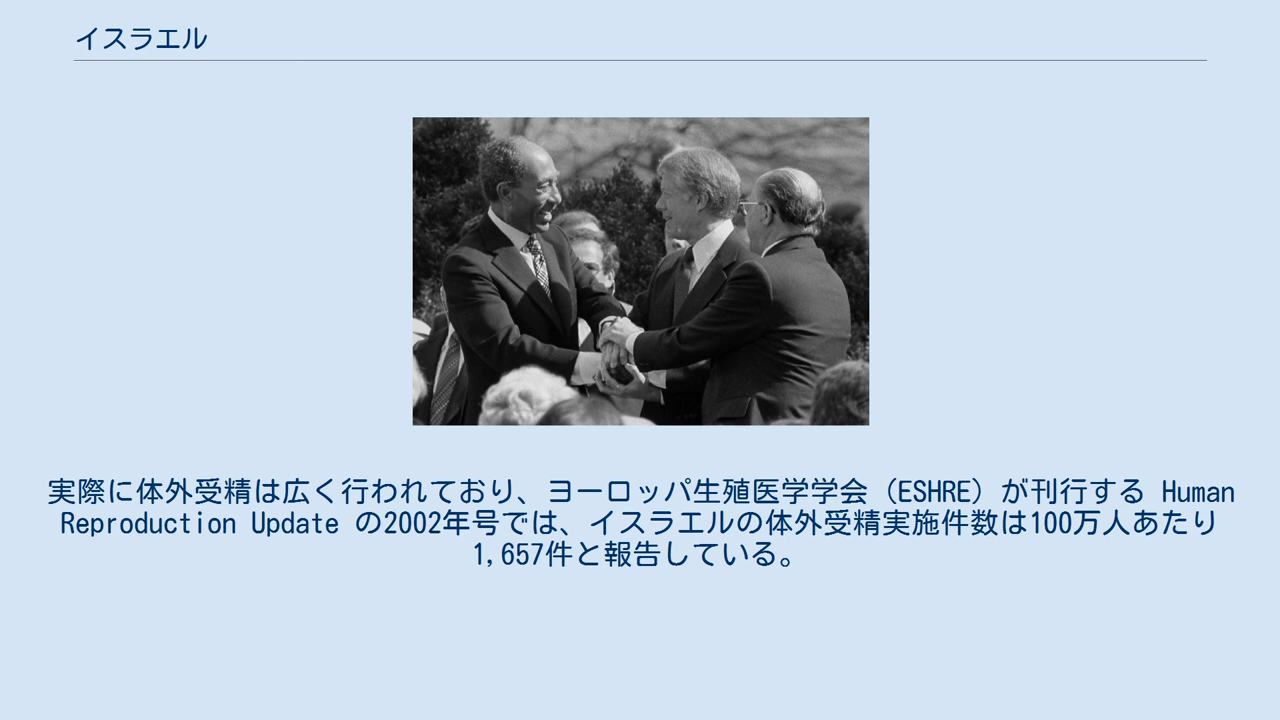 イスラエル
実際に体外受精は広く行われており、ヨーロッパ生殖医学学会（ESHRE）が刊行する Human
Reproduction Update の2002年号では、イスラエルの体外受精実施件数は100万人あたり
1,657件と報告している。